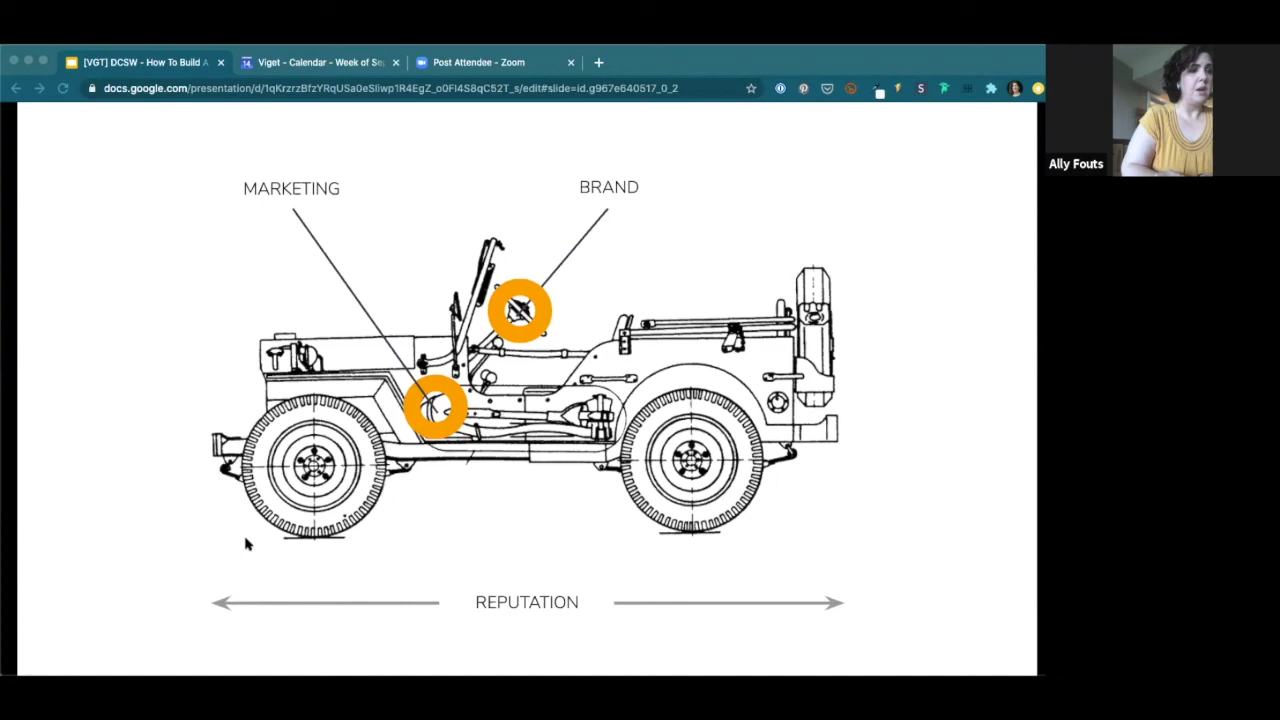 [VGT] DCSW - How To Build A
Viget - Calendar - Week of Se
Post Attendee - Zoom
docs.google.com/presentation/d/1qKrzrzBfzYRqUSa0eSliwp1R4EgZ_o0Fl4S8qC52T_s/edit#slide=id.g967e640517_0_2
Ally Fouts
MARKETING
BRAND
REPUTATION